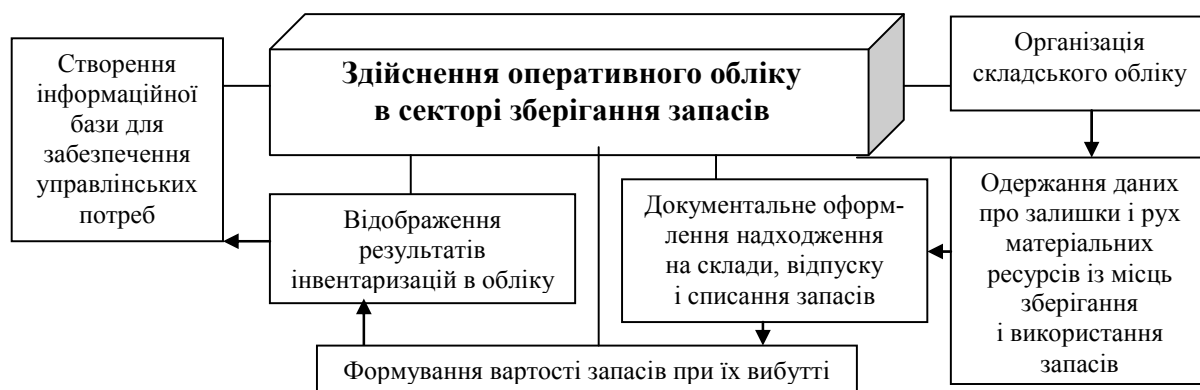 Здійснення оперативного обліку
в секторі зберігання запасів
Створення
інформаційної
бази для
забезпечення
управлінських
потреб
Організація
складського обліку
Відображення
результатів
інвентаризацій в обліку
Документальне оформ-
лення надходження
на склади, відпуску
і списання запасів
Одержання даних
про залишки і рух
матеріальних
ресурсів із місць
зберігання
і використання
запасів
Формування вартості запасів при їх вибутті